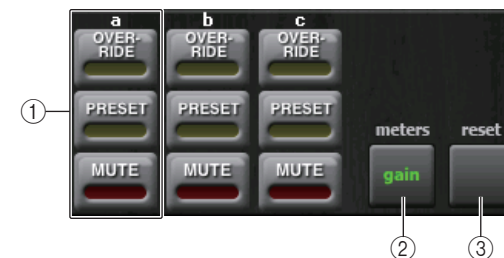 a b c
OVER-
RIDE
OVER-
RIDE
OVER-
RIDE
PRESET PRESET PRESET
MUTE MUTE MUTE
meters reset
gain
①
②
③